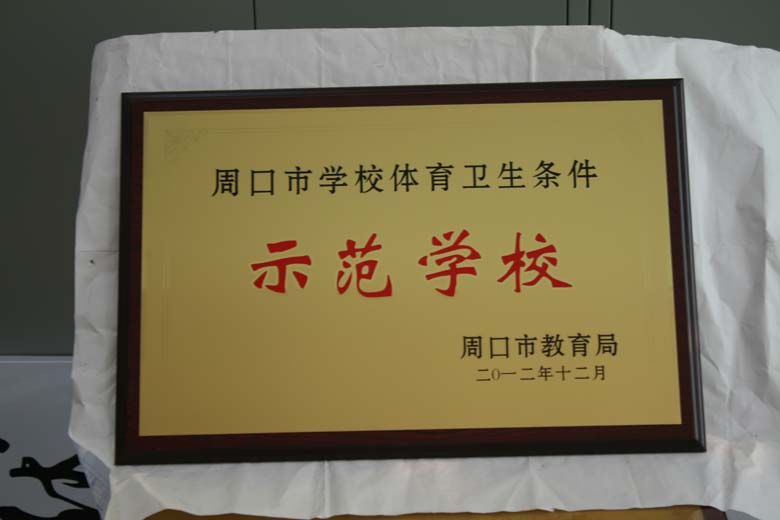 周口市学校体育卫生条件
示范学校
周口市教育局
二〇一二年十二月